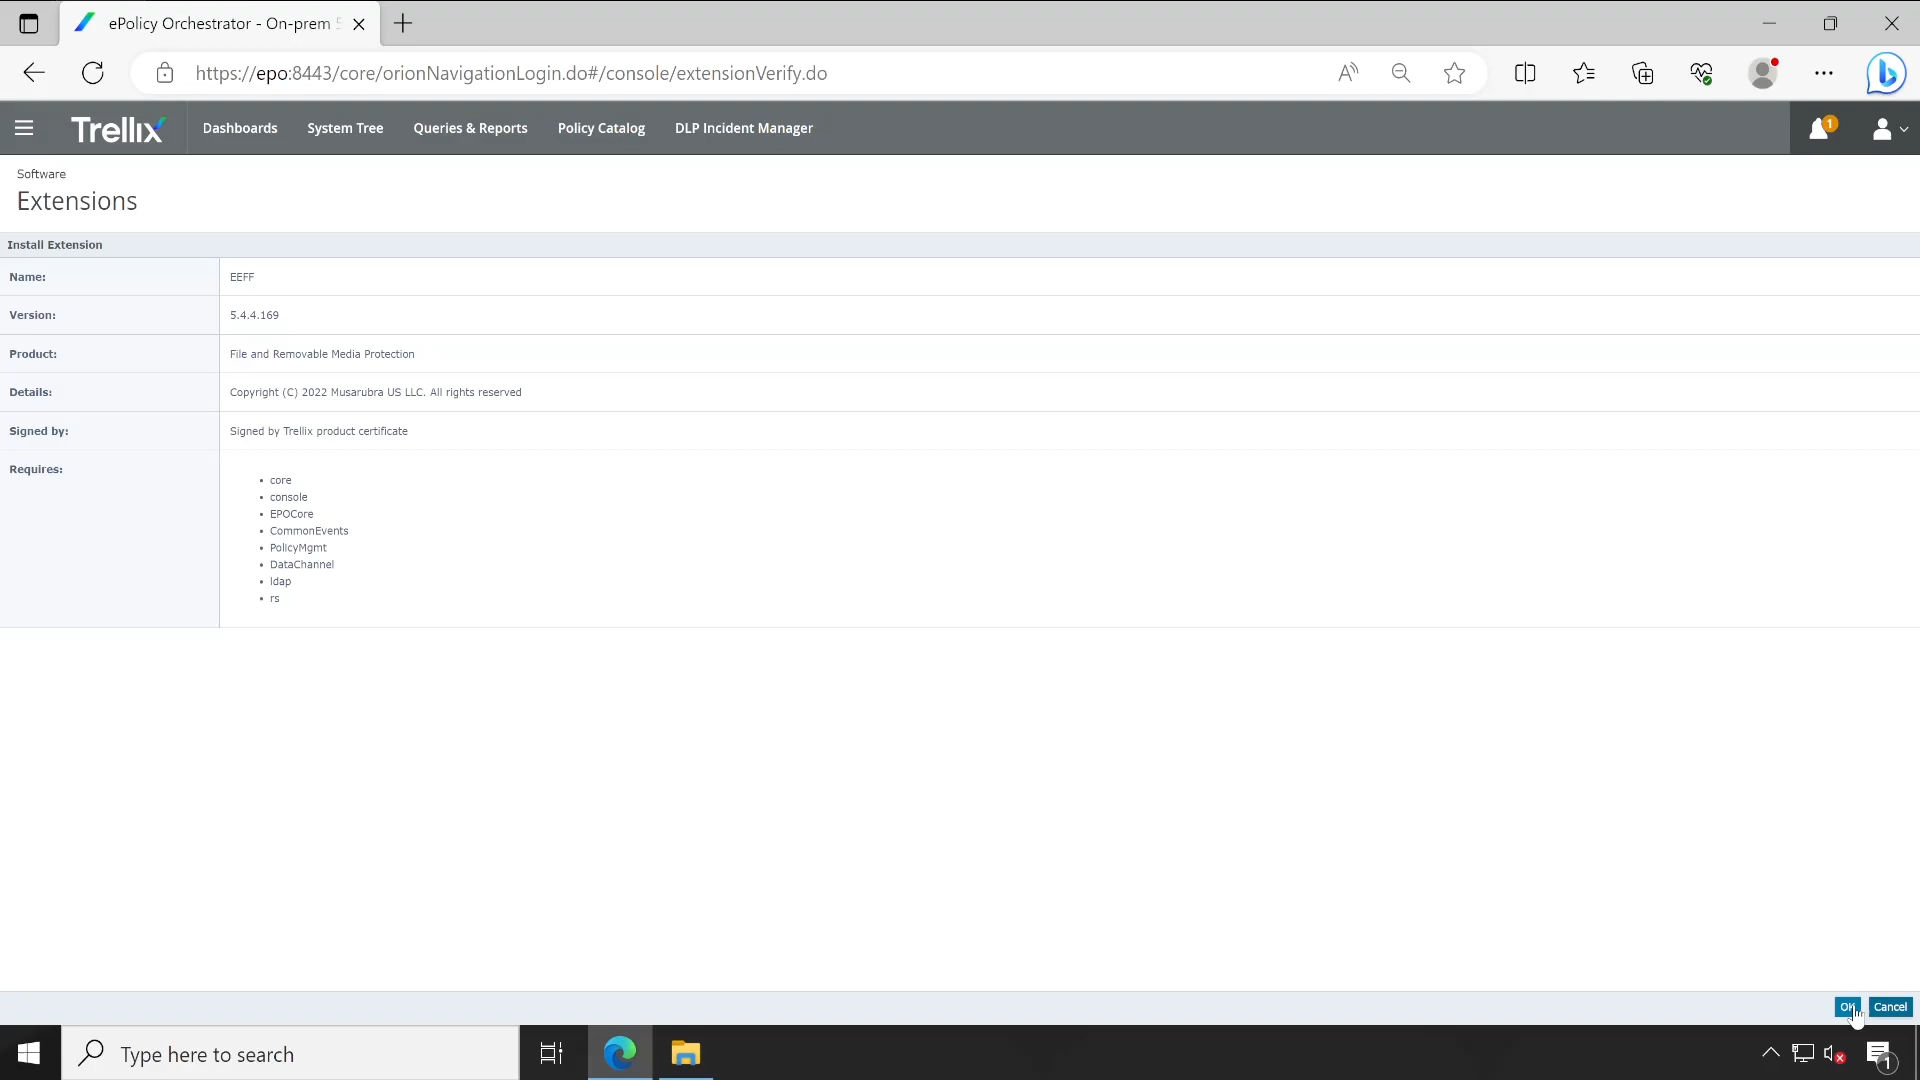 ePolicy Orchestrator - On-prem 5
https://epo:8443/core/orionNavigationLogin.do#/console/extensionVerify.do
Trellix
Dashboards
System Tree
Queries & Reports
Policy Catalog
DLP Incident Manager
1
Software
Extensions
Install Extension
Name: EEFF
Version: 5.4.4.169
Product: File and Removable Media Protection
Details: Copyright (C) 2022 Musarubra US LLC. All rights reserved
Signed by: Signed by Trellix product certificate
Requires:
• core
• console
• EPOCore
• CommonEvents
• PolicyMgmt
• DataChannel
• ldap
• rs
OK
Cancel
Type here to search
1